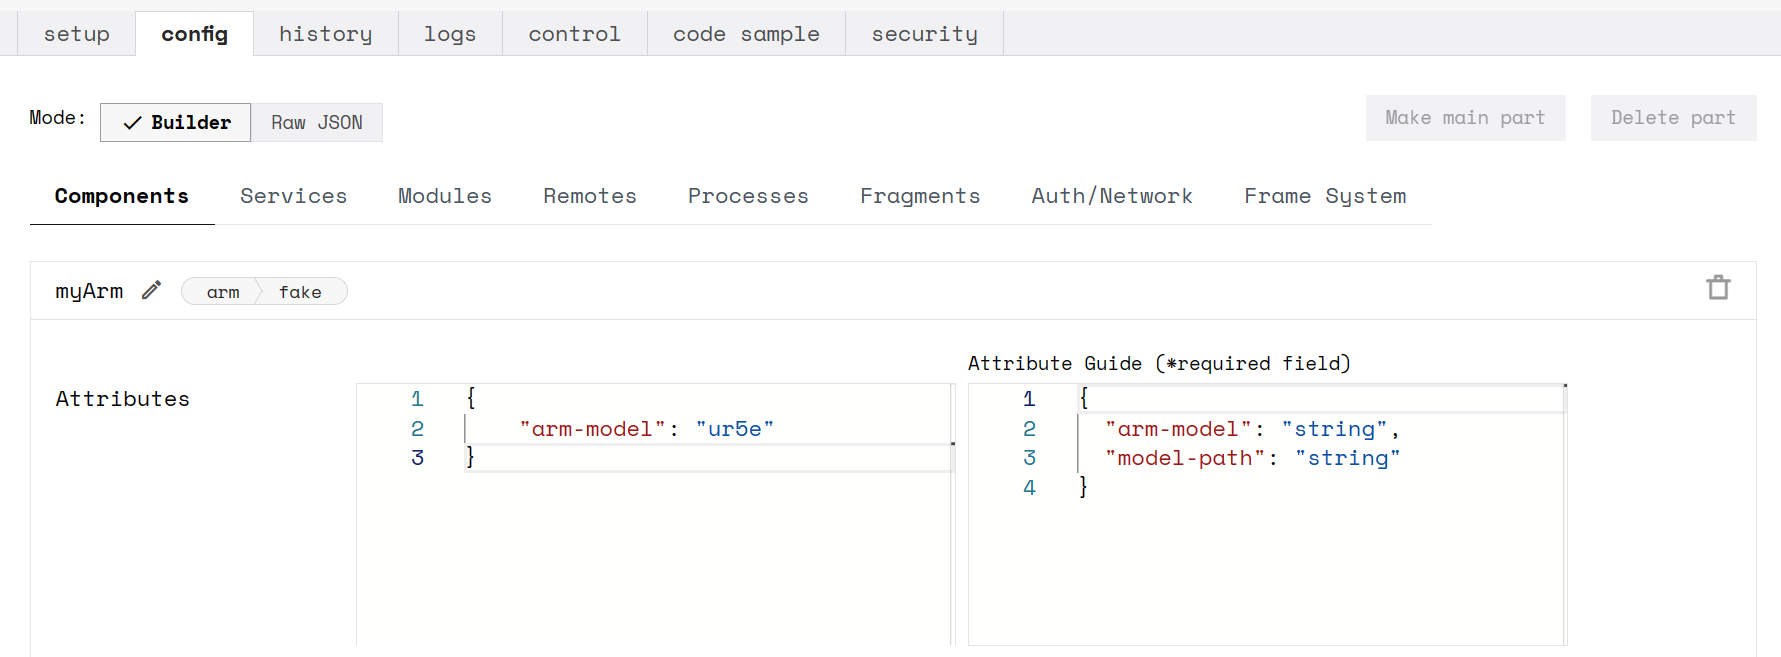 setup config history logs control code sample security
Mode: Builder Raw JSON Make main part Delete part
Components Services Modules Remotes Processes Fragments Auth/Network Frame System
myArm arm fake
Attribute Guide (*required field)
Attributes
1 {
2 "arm-model": "ur5e"
3 }
1 {
2 "arm-model": "string",
3 "model-path": "string"
4 }